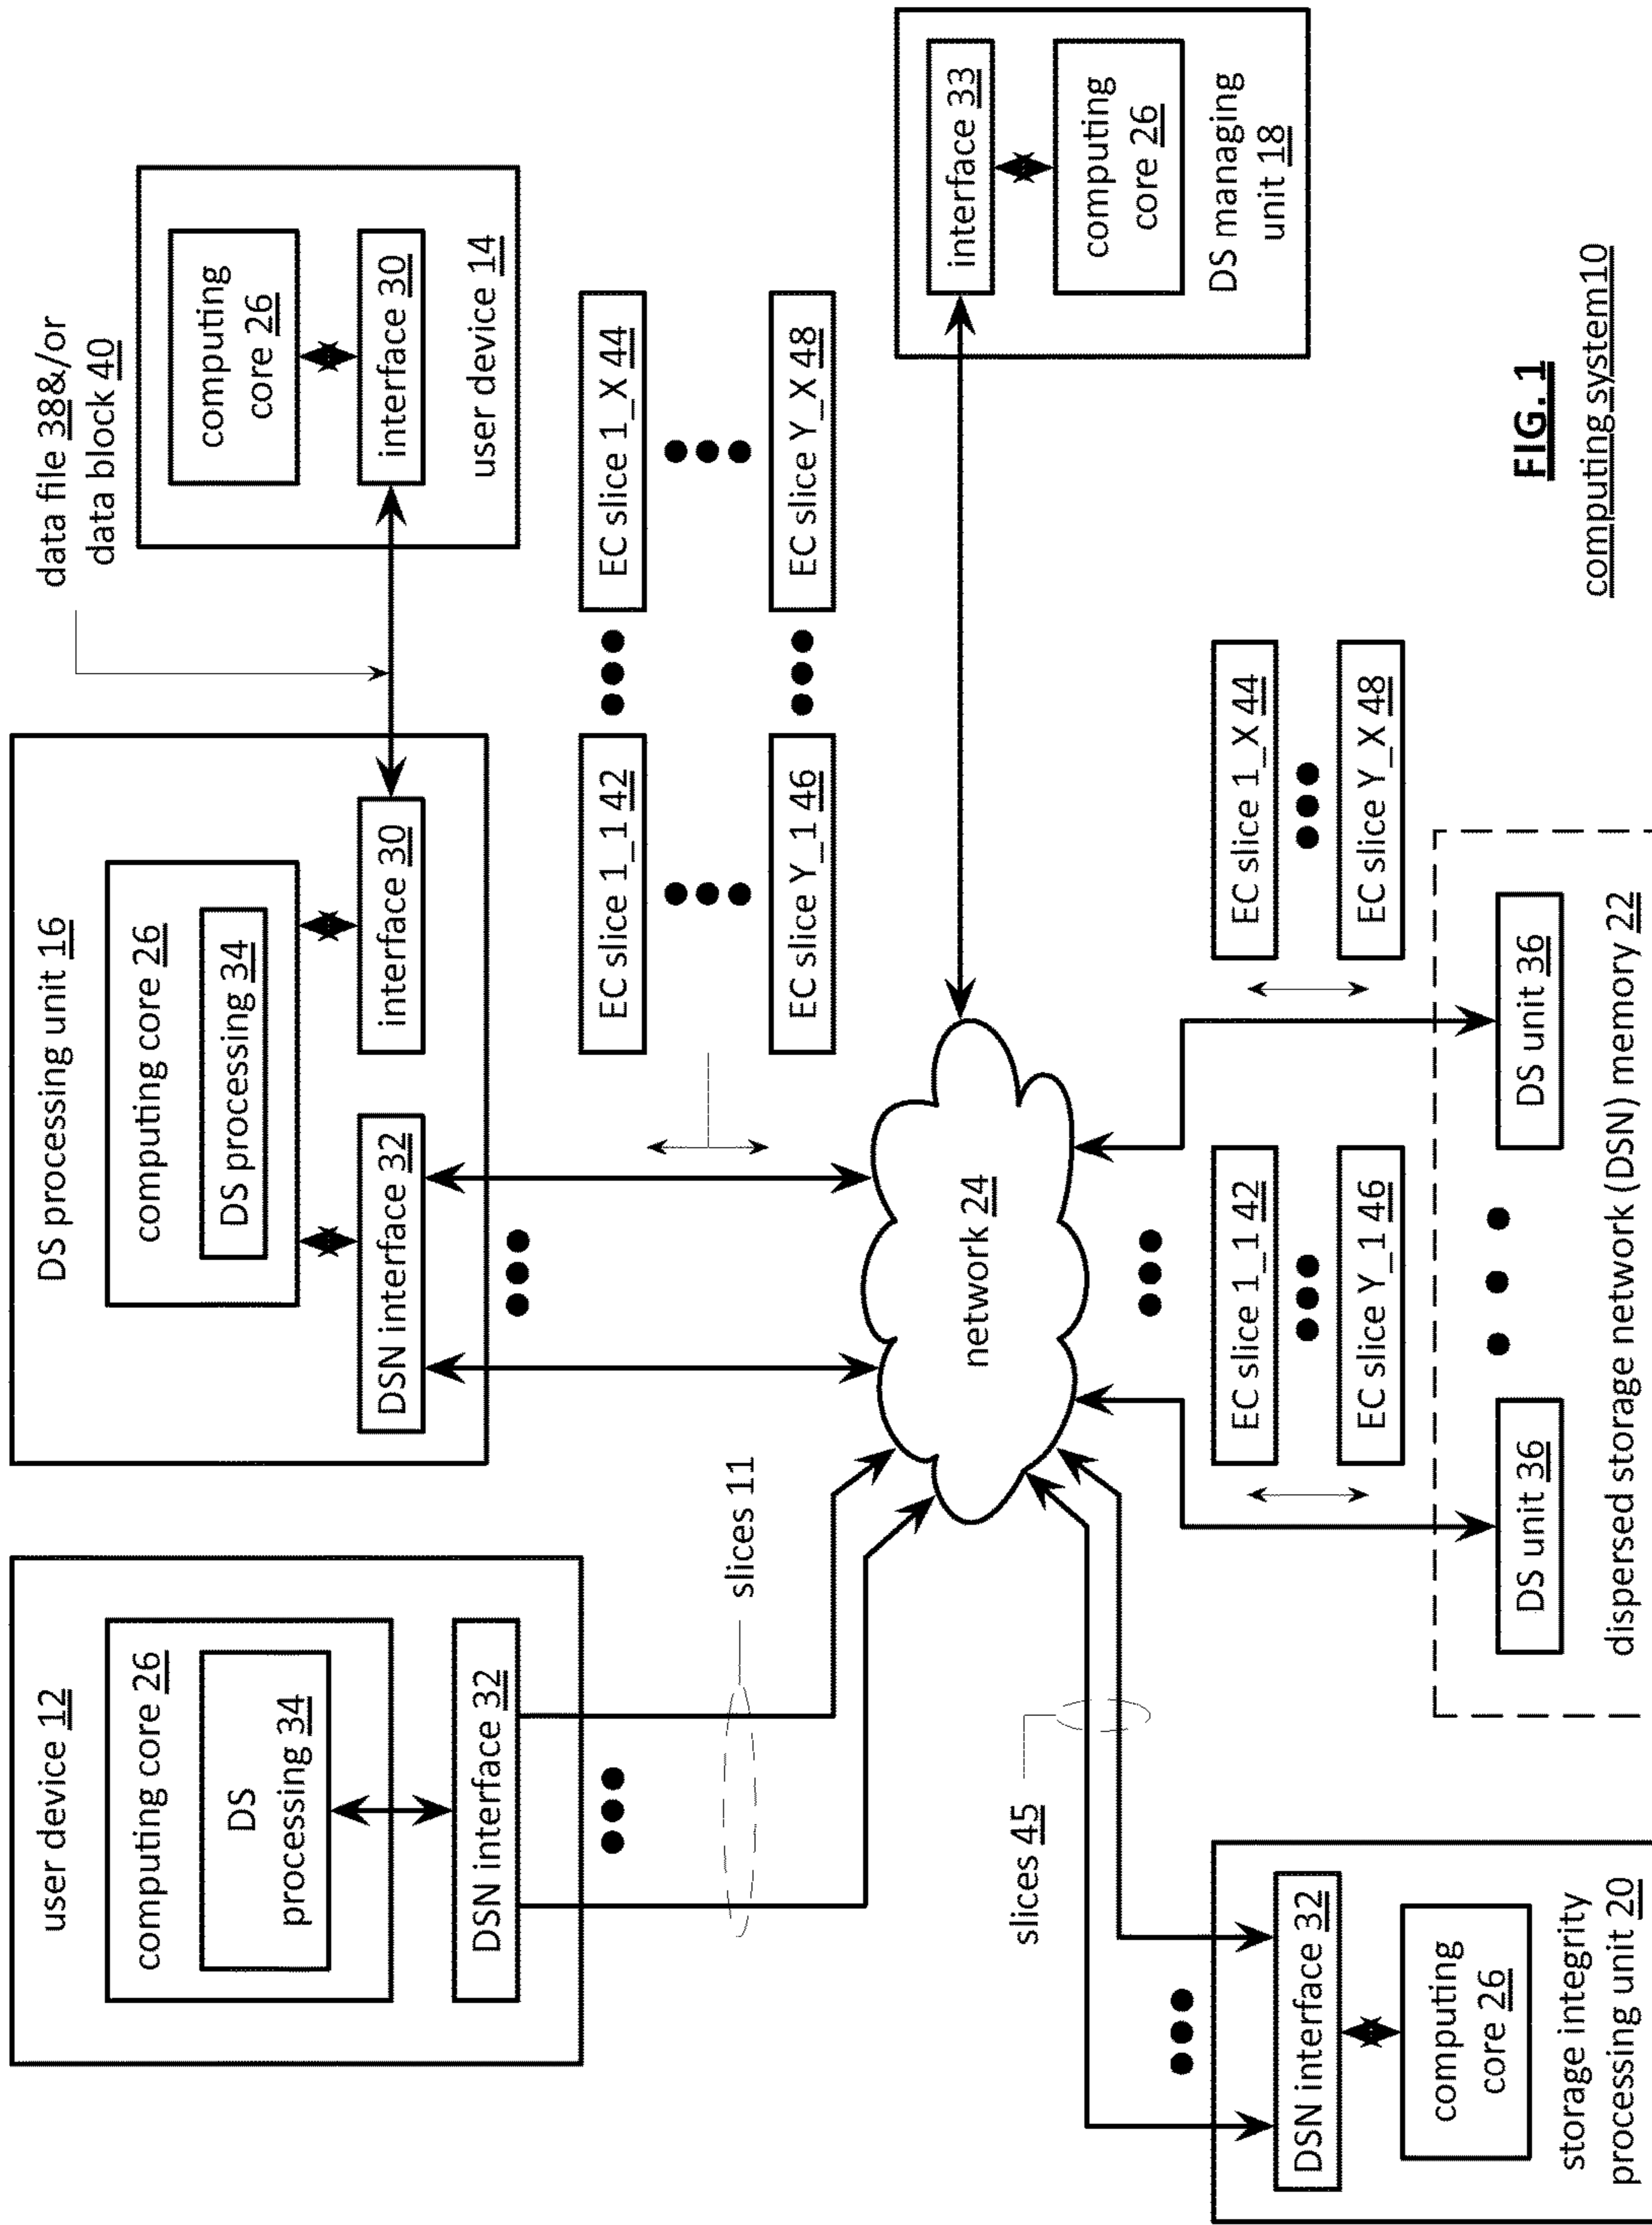 user device 12
computing core 26
DS
processing 34
DSN interface 32
slices 11
DS processing unit 16
computing core 26
DS processing 34
DSN interface 32
interface 30
data file 38&/or
data block 40
computing
core 26
interface 30
user device 14
EC slice 1_1 42
EC slice 1_X 44
EC slice Y_1 46
EC slice Y_X 48
network 24
interface 33
computing
core 26
DS managing
unit 18
slices 45
DSN interface 32
computing
core 26
storage integrity
processing unit 20
EC slice 1_1 42
EC slice Y_1 46
EC slice 1_X 44
EC slice Y_X 48
DS unit 36
DS unit 36
dispersed storage network (DSN) memory 22
FIG. 1
computing system10